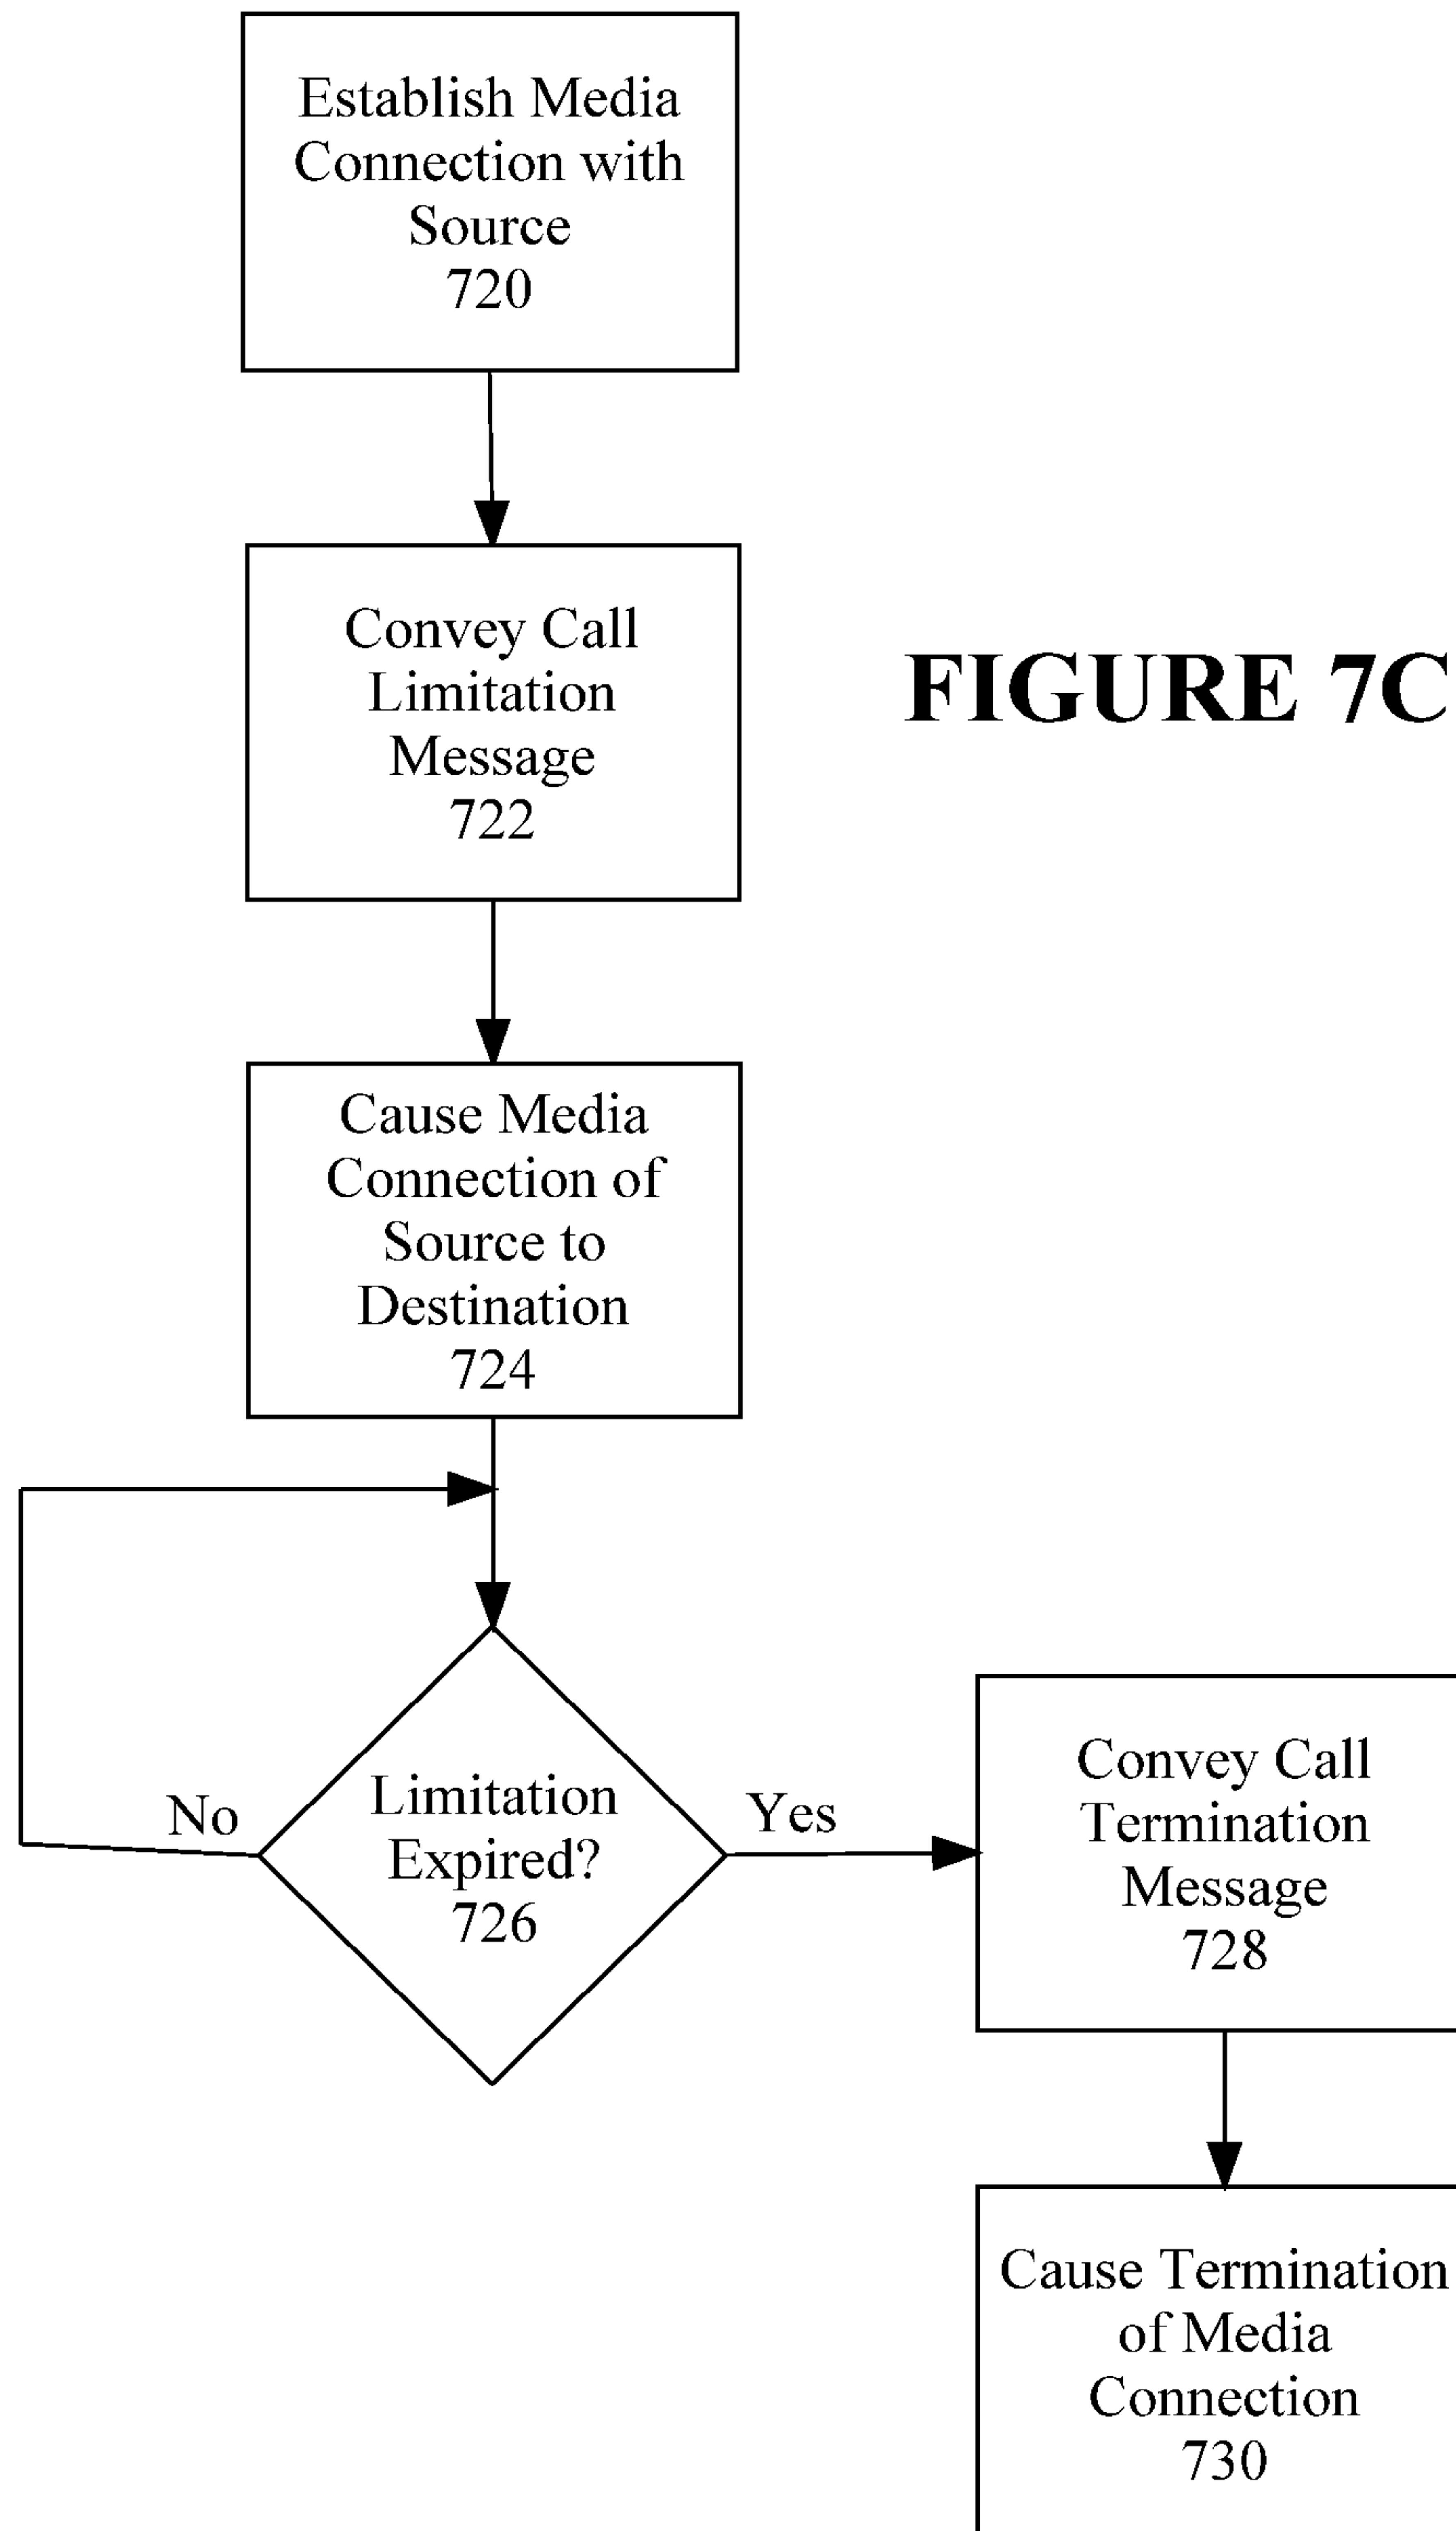 Establish Media
Connection with
Source
720
Convey Call
Limitation
Message
722
FIGURE 7C
Cause Media
Connection of
Source to
Destination
724
No
Limitation
Expired?
726
Yes
Convey Call
Termination
Message
728
Cause Termination
of Media
Connection
730